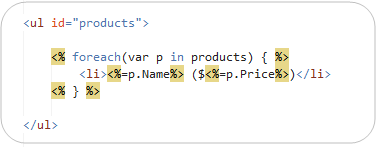 <ul id="products">
<% foreach(var p in products) { %>
<li><%=p.Name%> ($<%=p.Price%>)</li>
<% } %>
</ul>